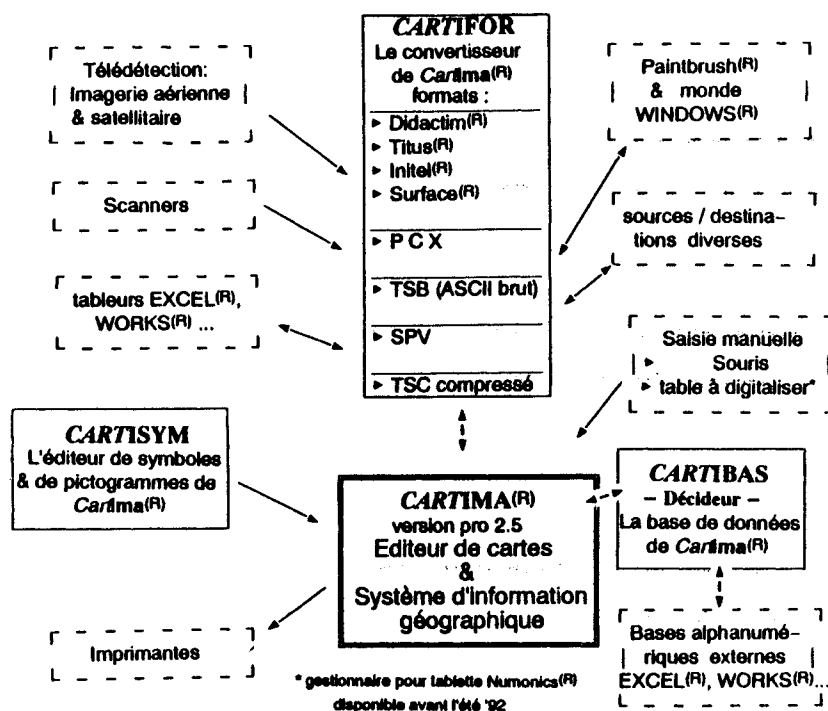 CARTIFOR
Le convertisseur
de Cartima(R)
formats :
▸ Didactim(R)
▸ Titus(R)
▸ Initel(R)
▸ Surface(R)
▸ P C X
▸ TSB (ASCII brut)
▸ SPV
▸ TSC compressé
Télédétection:
Imagerie aérienne
& satellitaire
Scanners
tableurs EXCEL(R),
WORKS(R) ...
Paintbrush(R)
& monde
WINDOWS(R)
sources / destina-
tions diverses
Saisie manuelle
▸ Souris
▸ table à digitaliser*
CARTISYM
L'éditeur de symboles
& de pictogrammes de
Cartima(R)
CARTIMA(R)
version pro 2.5
Editeur de cartes
&
Système d'information
géographique
CARTIBAS
– Décideur –
La base de données
de Cartima(R)
Imprimantes
Bases alphanumé-
riques externes
EXCEL(R), WORKS(R)...
* gestionnaire pour tablette Numonics(R)
disponible avant l'été '92